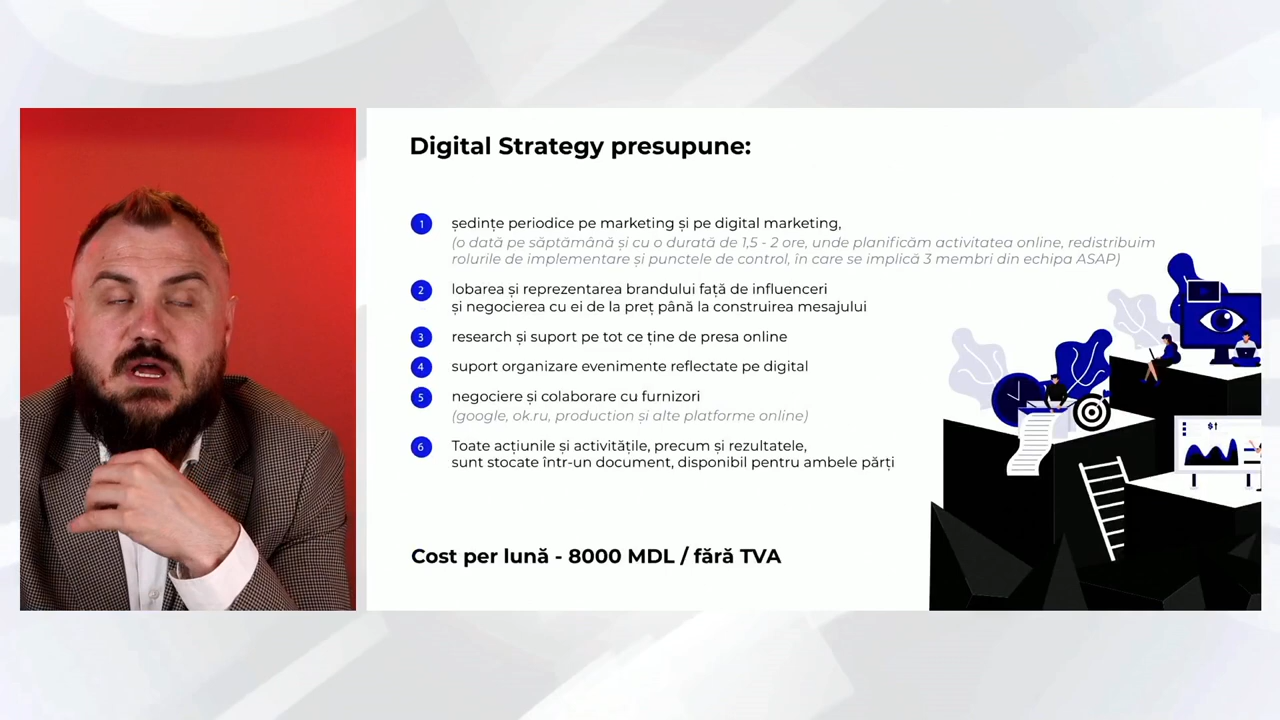 Digital Strategy presupune:
1 ședințe periodice pe marketing și pe digital marketing,
(o dată pe săptămână și cu o durată de 1,5 - 2 ore, unde planificăm activitatea online, redistribuim
rolurile de implementare și punctele de control, în care se implică 3 membri din echipa ASAP)
2 lobarea și reprezentarea brandului față de influenceri
și negocierea cu ei de la preț până la construirea mesajului
3 research și suport pe tot ce ține de presa online
4 suport organizare evenimente reflectate pe digital
5 negociere și colaborare cu furnizori
(google, ok.ru, production și alte platforme online)
6 Toate acțiunile și activitățile, precum și rezultatele,
sunt stocate într-un document, disponibil pentru ambele părți
$↑
Cost per lună - 8000 MDL / fără TVA